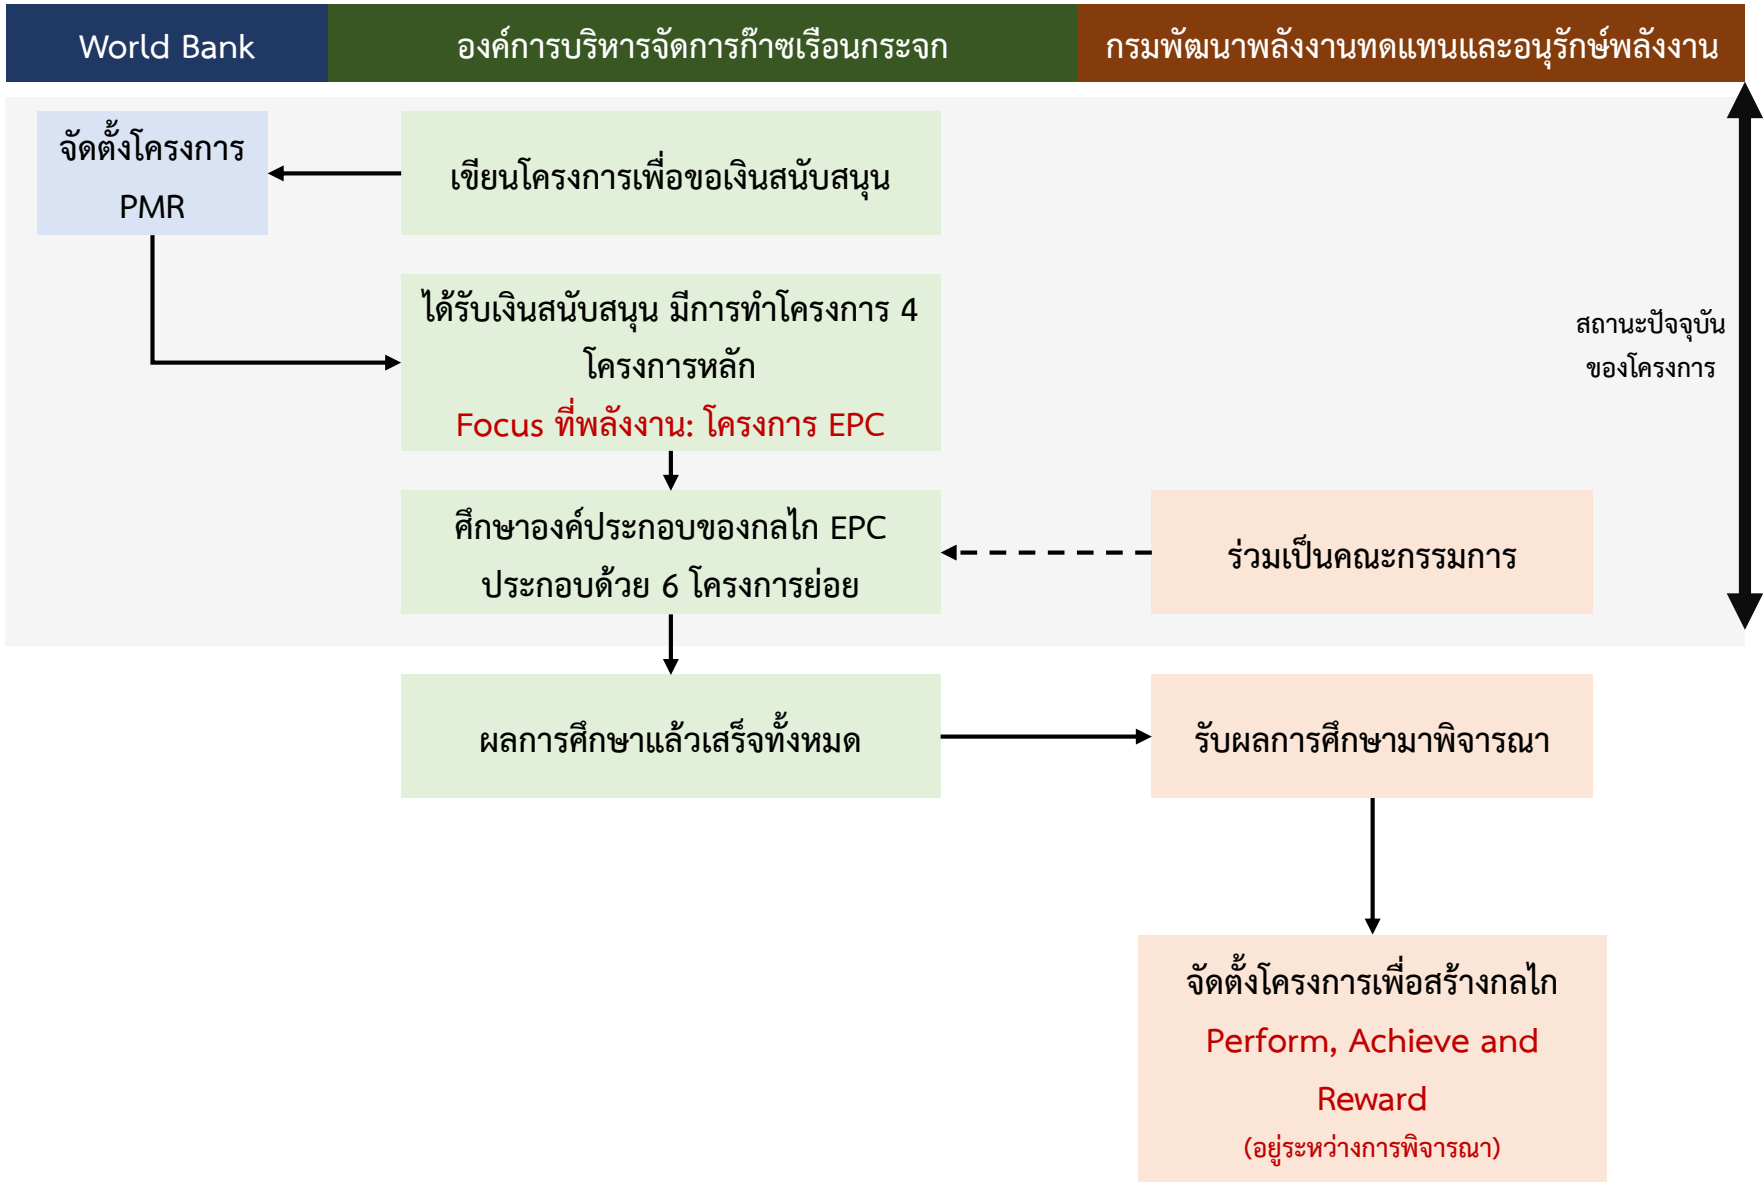 World Bank
องค์การบริหารจัดการก๊าซเรือนกระจก
กรมพัฒนาพลังงานทดแทนและอนุรักษ์พลังงาน
จัดตั้งโครงการ
PMR
เขียนโครงการเพื่อขอเงินสนับสนุน
ได้รับเงินสนับสนุน มีการทำโครงการ 4
โครงการหลัก
Focus ที่พลังงาน: โครงการ EPC
สถานะปัจจุบัน
ของโครงการ
ศึกษาองค์ประกอบของกลไก EPC
ประกอบด้วย 6 โครงการย่อย
ร่วมเป็นคณะกรรมการ
ผลการศึกษาแล้วเสร็จทั้งหมด
รับผลการศึกษามาพิจารณา
จัดตั้งโครงการเพื่อสร้างกลไก
Perform, Achieve and
Reward
(อยู่ระหว่างการพิจารณา)